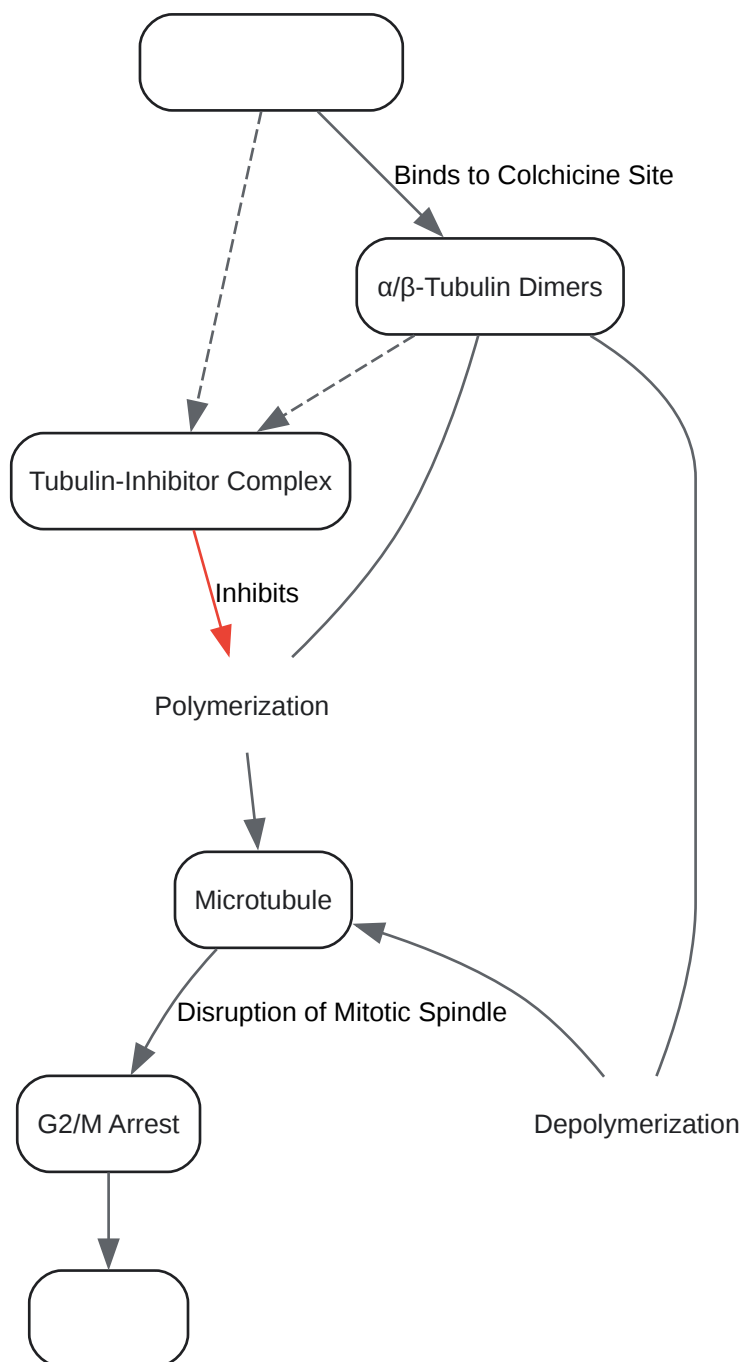 Binds to Colchicine Site
α/β-Tubulin Dimers
Tubulin-Inhibitor Complex
Inhibits
Polymerization
Microtubule
Disruption of Mitotic Spindle
G2/M Arrest
Depolymerization